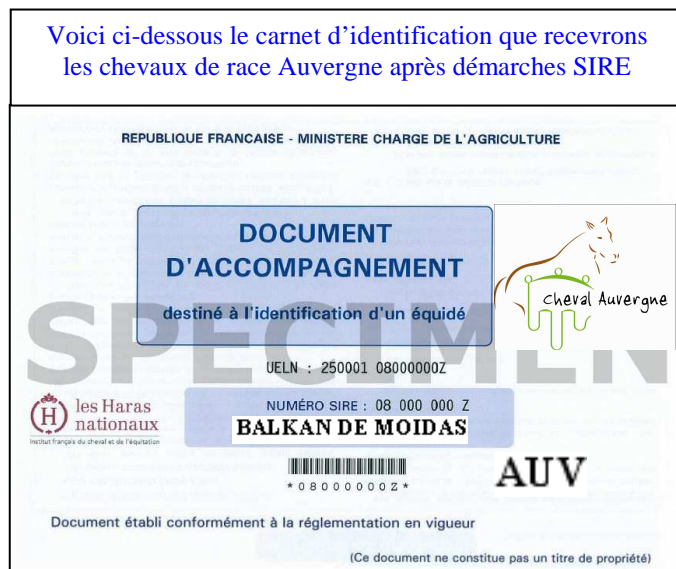 Voici ci-dessous le carnet d’identification que recevrons
les chevaux de race Auvergne après démarches SIRE
REPUBLIQUE FRANCAISE - MINISTERE CHARGE DE L'AGRICULTURE
DOCUMENT
D'ACCOMPAGNEMENT
destiné à l'identification d'un équidé
cheval Auvergne
SPECIMEN
UELN : 250001 08000000Z
les Haras
nationaux
Institut français du cheval et de l'équitation
NUMÉRO SIRE : 08 000 000 Z
BALKAN DE MOIDAS
*08000000Z*
AUV
Document établi conformément à la réglementation en vigueur
(Ce document ne constitue pas un titre de propriété)